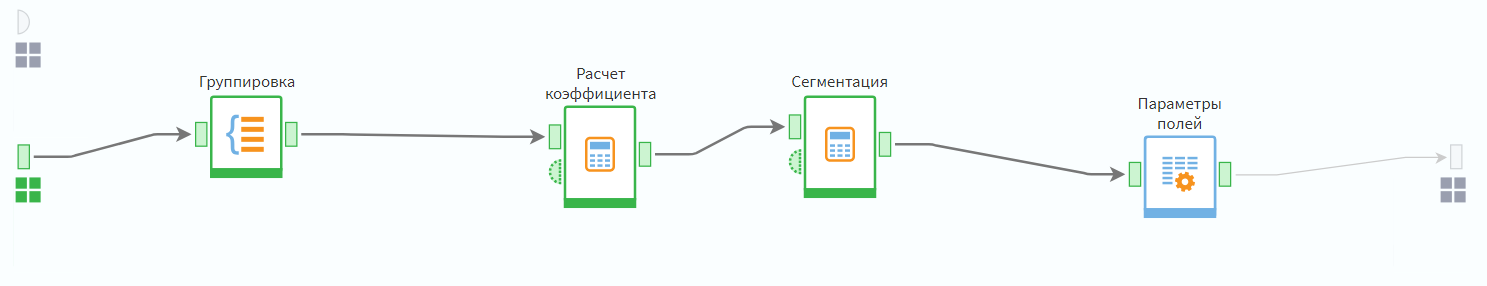 Группировка
Расчет
коэффициента
Сегментация
Параметры
полей